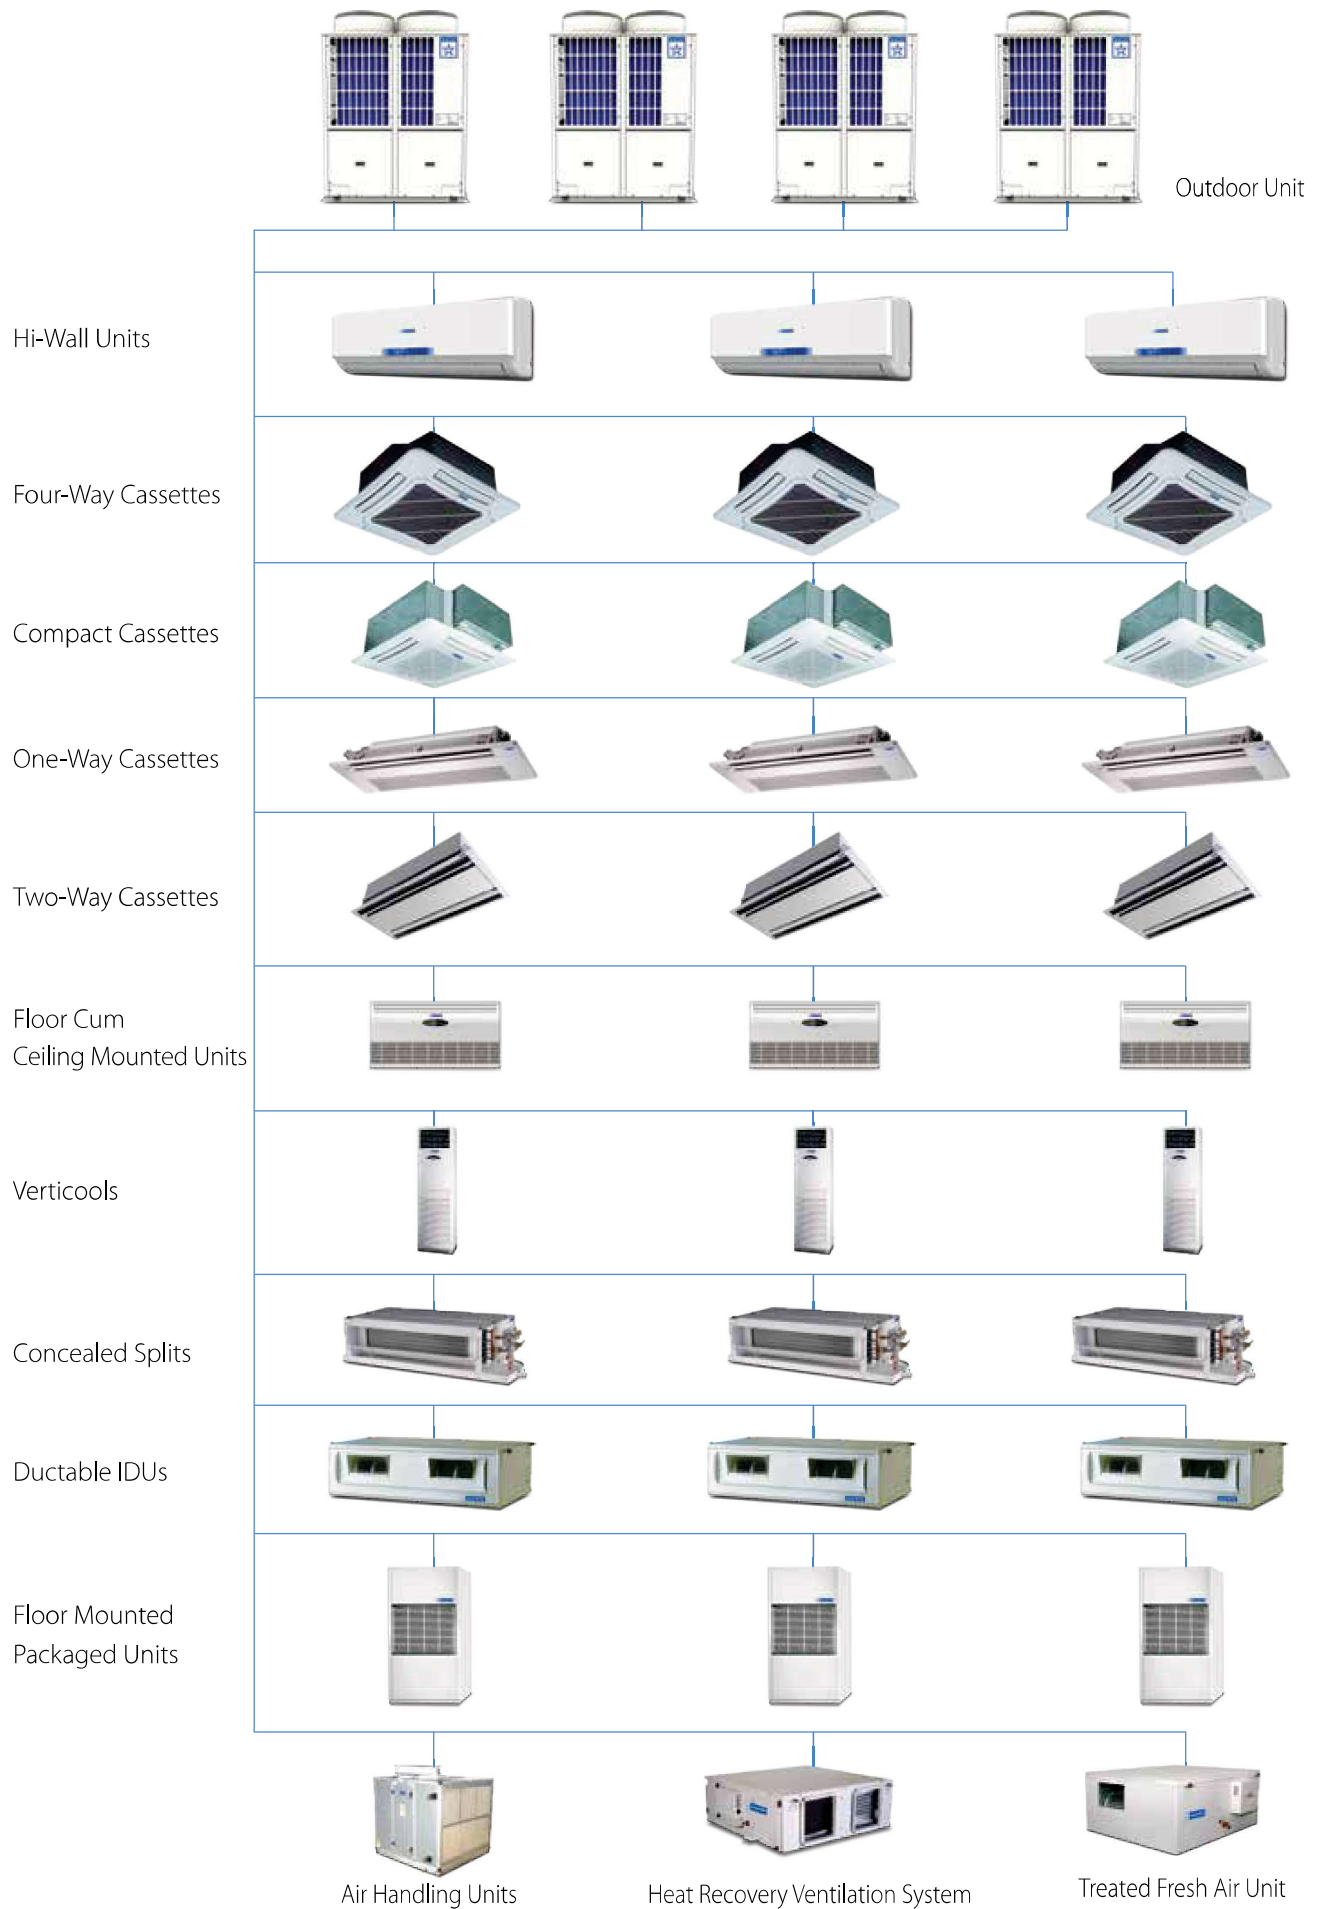 Outdoor Unit
Hi-Wall Units
Four-Way Cassettes
Compact Cassettes
One-Way Cassettes
Two-Way Cassettes
Floor Cum
Ceiling Mounted Units
Verticools
Concealed Splits
Ductable IDUs
Floor Mounted
Packaged Units
Air Handling Units
Heat Recovery Ventilation System
Treated Fresh Air Unit